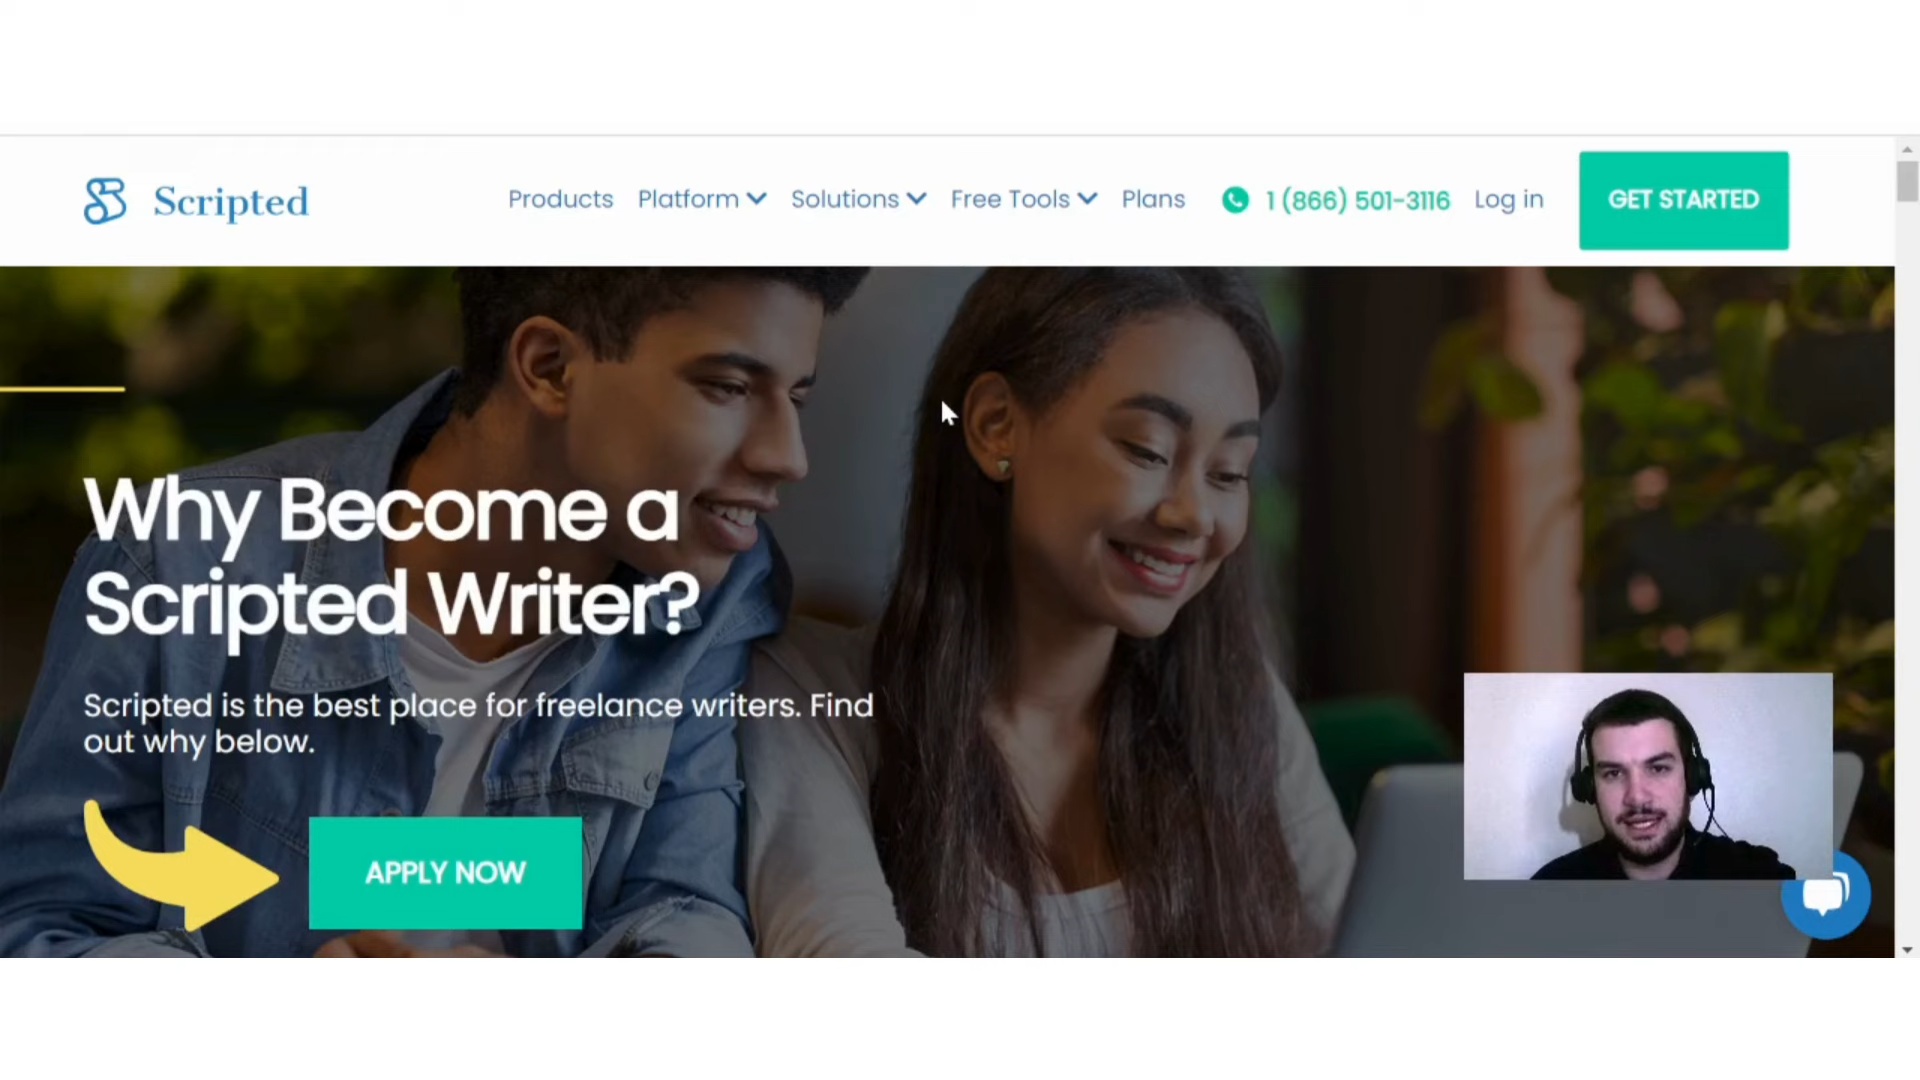 Scripted
Products Platform Solutions Free Tools Plans 1 (866) 501-3116 Log in GET STARTED
Why Become a
Scripted Writer?
Scripted is the best place for freelance writers. Find
out why below.
APPLY NOW